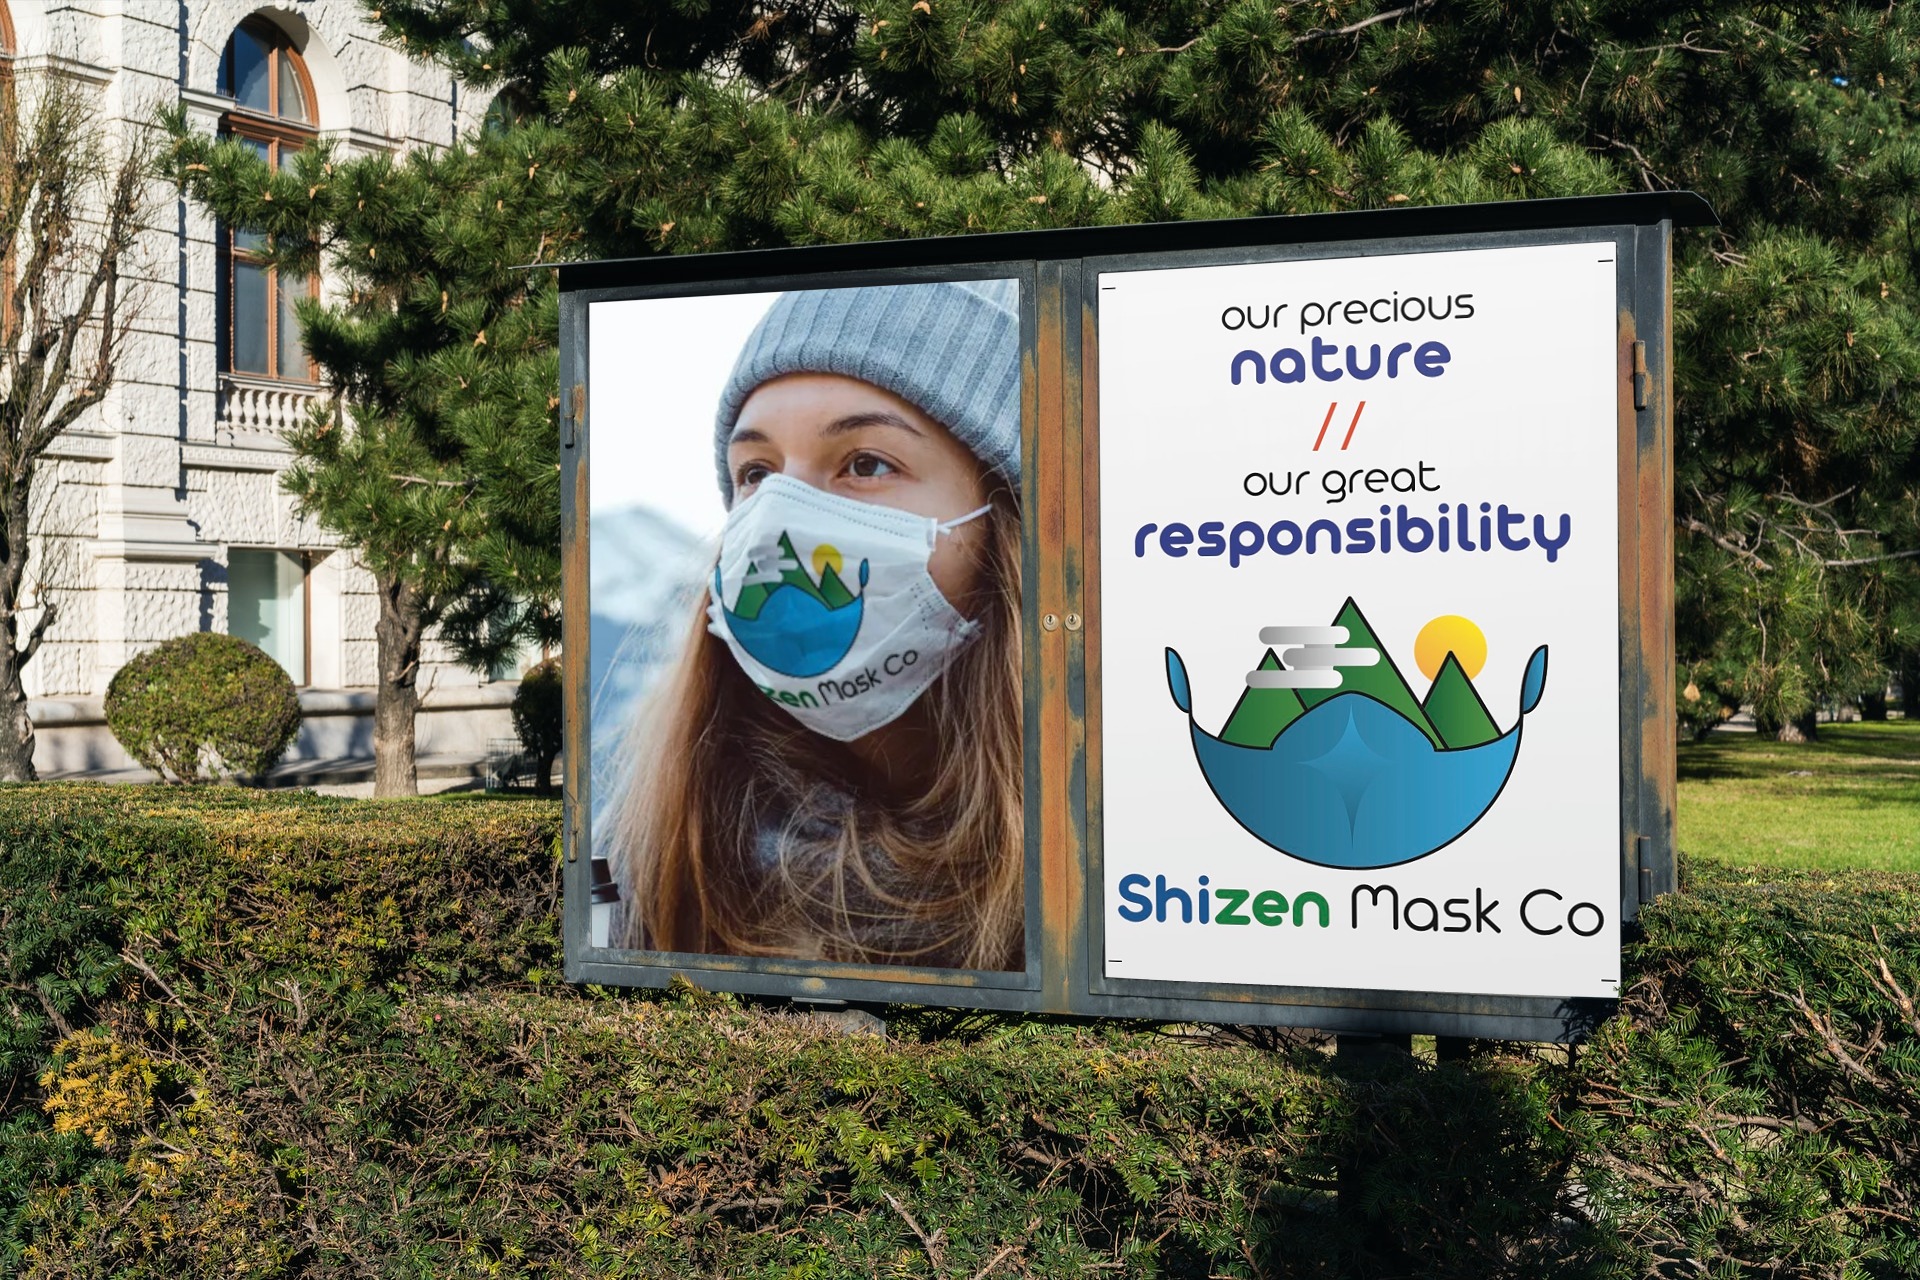 zen Mask Co
our precious
nature
//
our great
responsibility
Shizen Mask Co